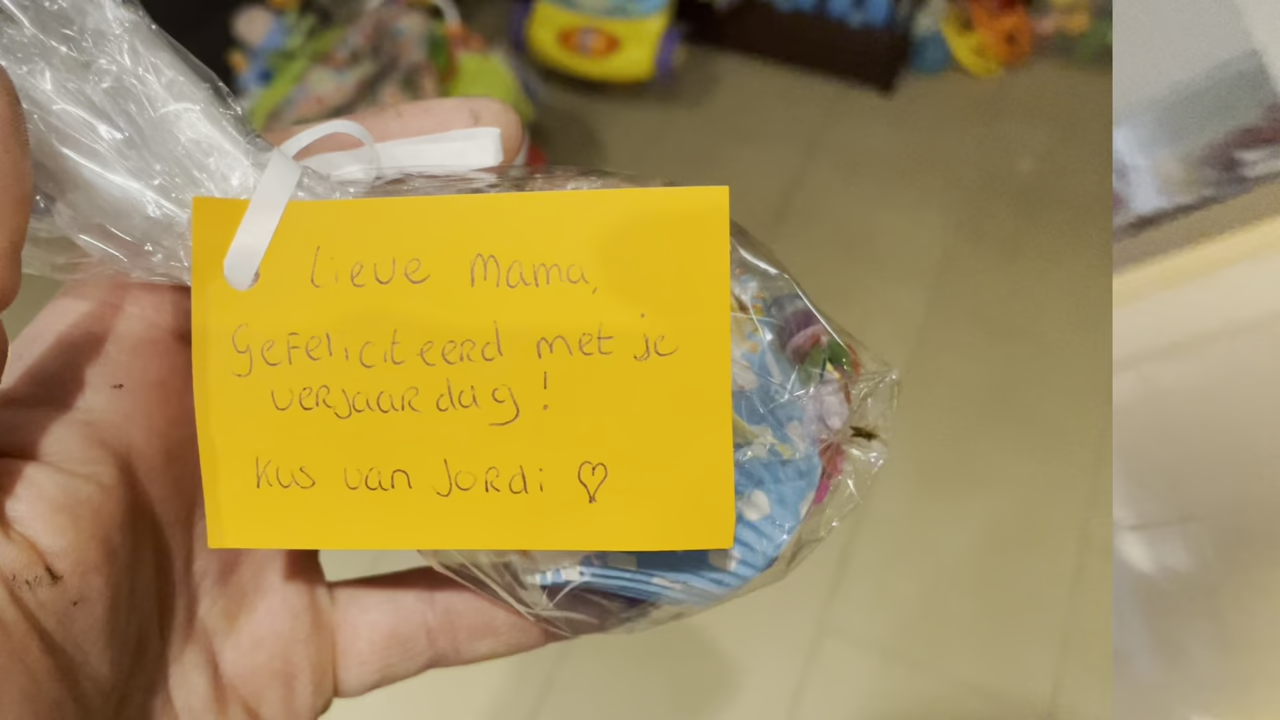 lieve Mama,
Gefeliciteerd met je
verjaardag!
Kus van Jordi ♡